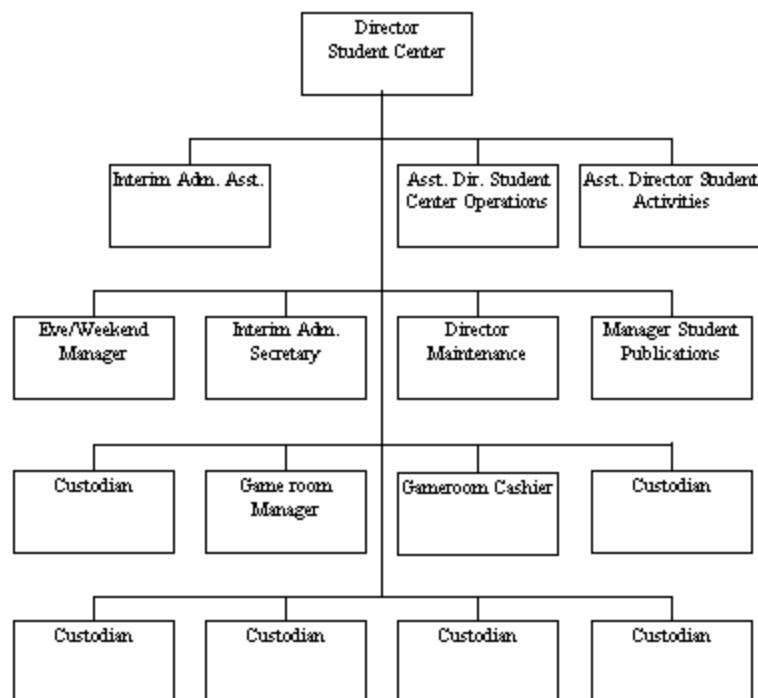 Director
Student Center
Interim Adm. Asst.
Asst. Dir. Student
Center Operations
Asst. Director Student
Activities
Eve/Weekend
Manager
Interim Adm.
Secretary
Director
Maintenance
Manager Student
Publications
Custodian
Game room
Manager
Gameroom Cashier
Custodian
Custodian
Custodian
Custodian
Custodian